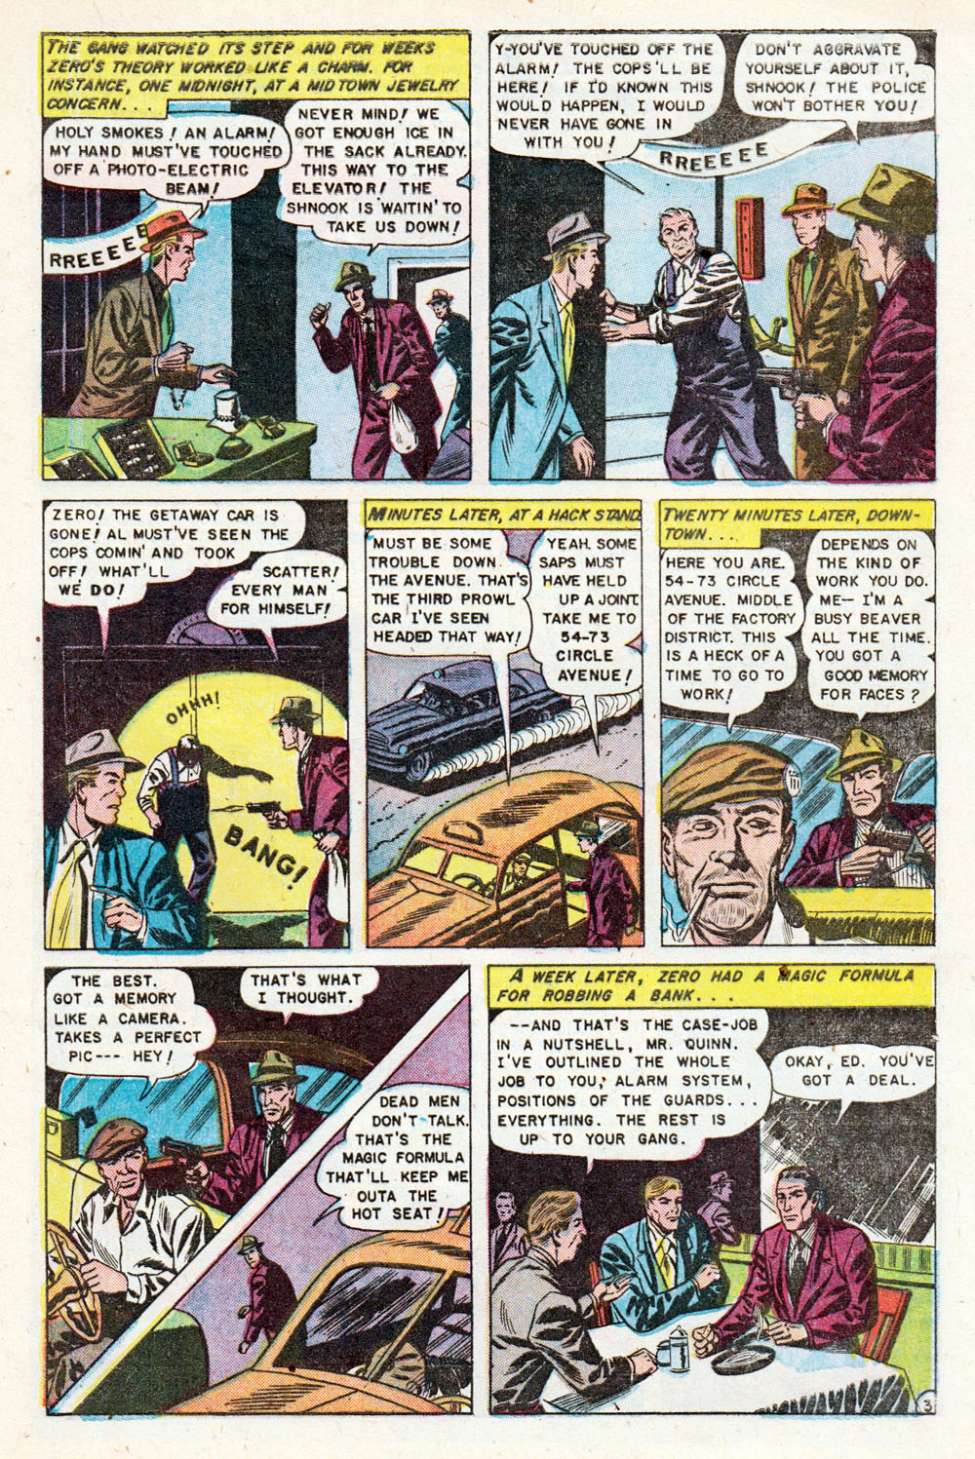 THE GANG WATCHED ITS STEP AND FOR WEEKS
ZERO'S THEORY WORKED LIKE A CHARM. FOR
INSTANCE, ONE MIDNIGHT, AT A MIDTOWN JEWELRY
CONCERN...
HOLY SMOKES! AN ALARM!
MY HAND MUST'VE TOUCHED
OFF A PHOTO-ELECTRIC
BEAM!
NEVER MIND! WE
GOT ENOUGH ICE IN
THE SACK ALREADY.
THIS WAY TO THE
ELEVATOR! THE
SHNOOK IS WAITIN' TO
TAKE US DOWN!
RREEEEE
Y-YOU'VE TOUCHED OFF THE
ALARM! THE COPS'LL BE
HERE! IF I'D KNOWN THIS
WOULD HAPPEN, I WOULD
NEVER HAVE GONE IN
WITH YOU!
DON'T AGGRAVATE
YOURSELF ABOUT IT,
SHNOOK! THE POLICE
WON'T BOTHER YOU!
RREEEEE
ZERO! THE GETAWAY CAR IS
GONE! AL MUST'VE SEEN THE
COPS COMIN' AND TOOK
OFF! WHAT'LL
WE DO!
SCATTER!
EVERY MAN
FOR HIMSELF!
OHHH!
BANG!
MINUTES LATER, AT A HACK STAND
MUST BE SOME
TROUBLE DOWN
THE AVENUE. THAT'S
THE THIRD PROWL
CAR I'VE SEEN
HEADED THAT WAY!
YEAH. SOME
SAPS MUST
HAVE HELD
UP A JOINT.
TAKE ME TO
54-73
CIRCLE
AVENUE!
TWENTY MINUTES LATER, DOWN-
TOWN...
HERE YOU ARE.
54-73 CIRCLE
AVENUE. MIDDLE
OF THE FACTORY
DISTRICT. THIS
IS A HECK OF A
TIME TO GO TO
WORK!
DEPENDS ON
THE KIND OF
WORK YOU DO.
ME— I'M A
BUSY BEAVER
ALL THE TIME.
YOU GOT A
GOOD MEMORY
FOR FACES?
THE BEST.
GOT A MEMORY
LIKE A CAMERA.
TAKES A PERFECT
PIC--- HEY!
THAT'S WHAT
I THOUGHT.
DEAD MEN
DON'T TALK.
THAT'S THE
MAGIC FORMULA
THAT'LL KEEP ME
OUTA THE
HOT SEAT!
A WEEK LATER, ZERO HAD A MAGIC FORMULA
FOR ROBBING A BANK...
--AND THAT'S THE CASE-JOB
IN A NUTSHELL, MR. QUINN.
I'VE OUTLINED THE WHOLE
JOB TO YOU; ALARM SYSTEM,
POSITIONS OF THE GUARDS...
EVERYTHING. THE REST IS
UP TO YOUR GANG.
OKAY, ED. YOU'VE
GOT A DEAL.
3